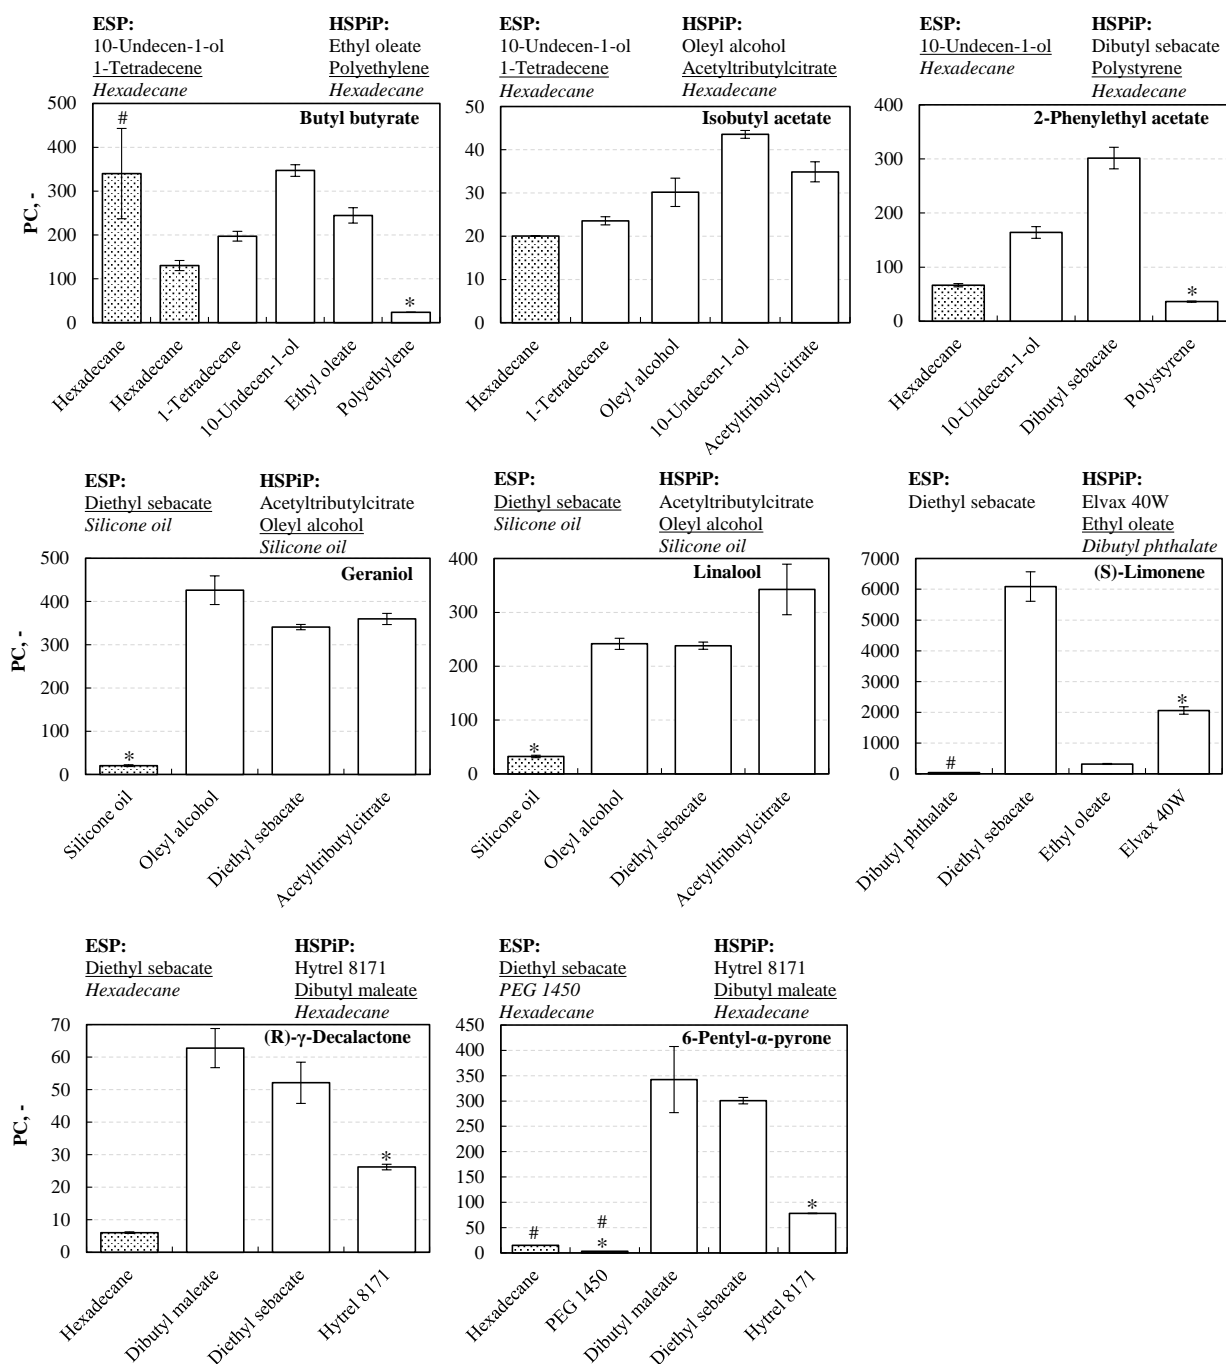 ESP:
10-Undecen-1-ol
1-Tetradecene
Hexadecane
HSPiP:
Ethyl oleate
Polyethylene
Hexadecane
Butyl butyrate
PC, -
500
400
300
200
100
0
#
*
Hexadecane
Hexadecane
1-Tetradecene
10-Undecen-1-ol
Ethyl oleate
Polyethylene
ESP:
10-Undecen-1-ol
1-Tetradecene
Hexadecane
HSPiP:
Oleyl alcohol
Acetyltributylcitrate
Hexadecane
Isobutyl acetate
50
40
30
20
10
0
Hexadecane
1-Tetradecene
Oleyl alcohol
10-Undecen-1-ol
Acetyltributylcitrate
ESP:
10-Undecen-1-ol
Hexadecane
HSPiP:
Dibutyl sebacate
Polystyrene
Hexadecane
2-Phenylethyl acetate
400
300
200
100
0
*
Hexadecane
10-Undecen-1-ol
Dibutyl sebacate
Polystyrene
ESP:
Diethyl sebacate
Silicone oil
HSPiP:
Acetyltributylcitrate
Oleyl alcohol
Silicone oil
Geraniol
PC, -
500
400
300
200
100
0
*
Silicone oil
Oleyl alcohol
Diethyl sebacate
Acetyltributylcitrate
ESP:
Diethyl sebacate
Silicone oil
HSPiP:
Acetyltributylcitrate
Oleyl alcohol
Silicone oil
Linalool
400
300
200
100
0
*
Silicone oil
Oleyl alcohol
Diethyl sebacate
Acetyltributylcitrate
ESP:
Diethyl sebacate
HSPiP:
Elvax 40W
Ethyl oleate
Dibutyl phthalate
(S)-Limonene
7000
6000
5000
4000
3000
2000
1000
0
#
*
Dibutyl phthalate
Diethyl sebacate
Ethyl oleate
Elvax 40W
ESP:
Diethyl sebacate
Hexadecane
HSPiP:
Hytrel 8171
Dibutyl maleate
Hexadecane
(R)-γ-Decalactone
PC, -
70
60
50
40
30
20
10
0
*
Hexadecane
Dibutyl maleate
Diethyl sebacate
Hytrel 8171
ESP:
Diethyl sebacate
PEG 1450
Hexadecane
HSPiP:
Hytrel 8171
Dibutyl maleate
Hexadecane
6-Pentyl-α-pyrone
450
400
350
300
250
200
150
100
50
0
#
#
*
*
Hexadecane
PEG 1450
Dibutyl maleate
Diethyl sebacate
Hytrel 8171